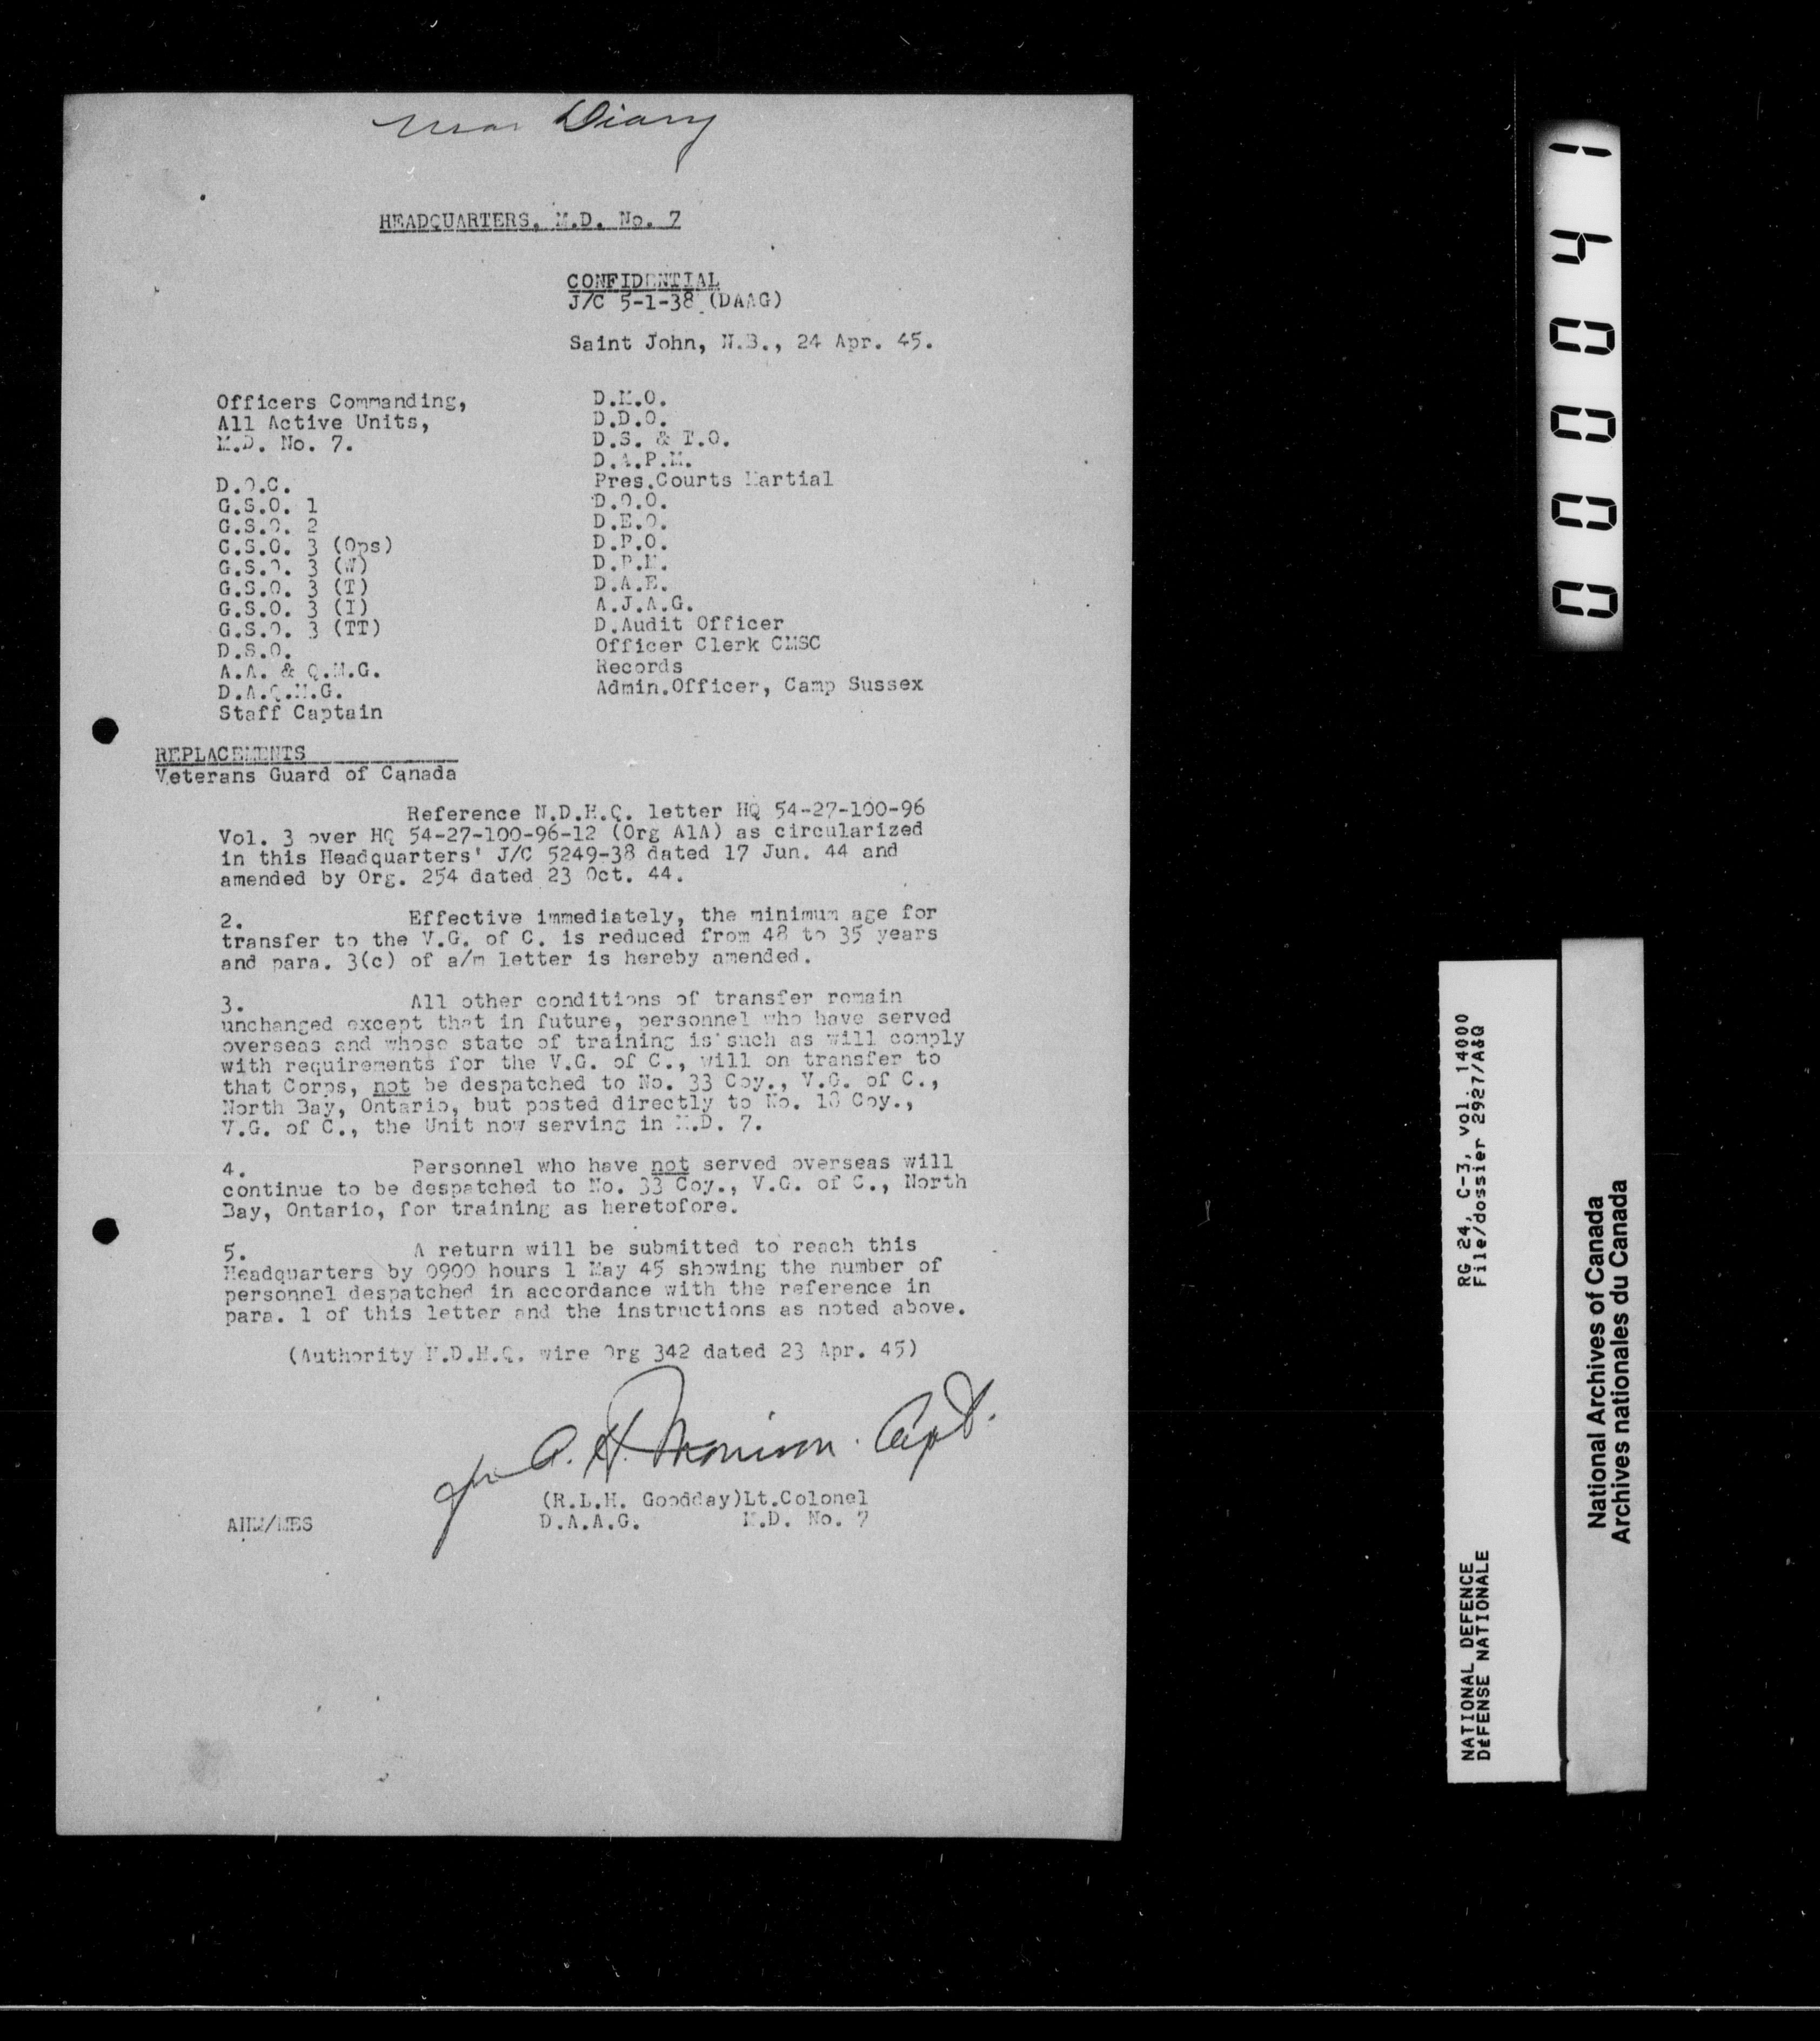 War Diary
HEADQUARTERS, M.D. No. 7
CONFIDENTIAL
J/C 5-1-38 (DAAG)
Saint John, N.B., 24 Apr. 45.
Officers Commanding,
All Active Units,
M.D. No. 7.
D.O.C.
G.S.O. 1
G.S.O. 2
G.S.O. 3 (Ops)
G.S.O. 3 (W)
G.S.O. 3 (T)
G.S.O. 3 (I)
G.S.O. 3 (TT)
D.S.O.
A.A. & Q.M.G.
D.A.Q.M.G.
Staff Captain
D.M.O.
D.D.O.
D.S. & T.O.
D.A.P.M.
Pres.Courts Martial
D.O.O.
D.E.O.
D.P.O.
D.P.M.
D.A.E.
A.J.A.G.
D.Audit Officer
Officer Clerk CMSC
Records
Admin.Officer, Camp Sussex
REPLACEMENTS
Veterans Guard of Canada
Reference N.D.H.Q. letter HQ 54-27-100-96
Vol. 3 over HQ 54-27-100-96-12 (Org A1A) as circularized
in this Headquarters' J/C 5249-38 dated 17 Jun. 44 and
amended by Org. 254 dated 23 Oct. 44.
2. Effective immediately, the minimum age for
transfer to the V.G. of C. is reduced from 48 to 35 years
and para. 3(c) of a/m letter is hereby amended.
3. All other conditions of transfer remain
unchanged except that in future, personnel who have served
overseas and whose state of training is such as will comply
with requirements for the V.G. of C., will on transfer to
that Corps, not be despatched to No. 33 Coy., V.G. of C.,
North Bay, Ontario, but posted directly to No. 10 Coy.,
V.G. of C., the Unit now serving in M.D. 7.
4. Personnel who have not served overseas will
continue to be despatched to No. 33 Coy., V.G. of C., North
Bay, Ontario, for training as heretofore.
5. A return will be submitted to reach this
Headquarters by 0900 hours 1 May 45 showing the number of
personnel despatched in accordance with the reference in
para. 1 of this letter and the instructions as noted above.
(Authority N.D.H.Q. wire Org 342 dated 23 Apr. 45)
for A. H. Morrison. Capt.
(R.L.H. Goodday)Lt.Colonel
AHM/MES D.A.A.G. M.D. No. 7
000041
RG 24, C-3, vol. 14000
File/dossier 2927/A&Q
NATIONAL DEFENCE
DÉFENSE NATIONALE
National Archives of Canada
Archives nationales du Canada